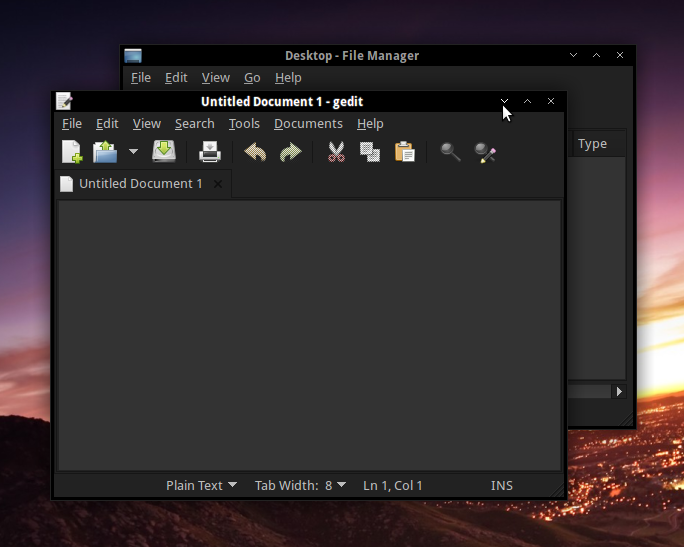 Desktop - File Manager
File Edit View Go Help
Untitled Document 1 - gedit
File Edit View Search Tools Documents Help
Type
Untitled Document 1
Plain Text Tab Width: 8 Ln 1, Col 1 INS